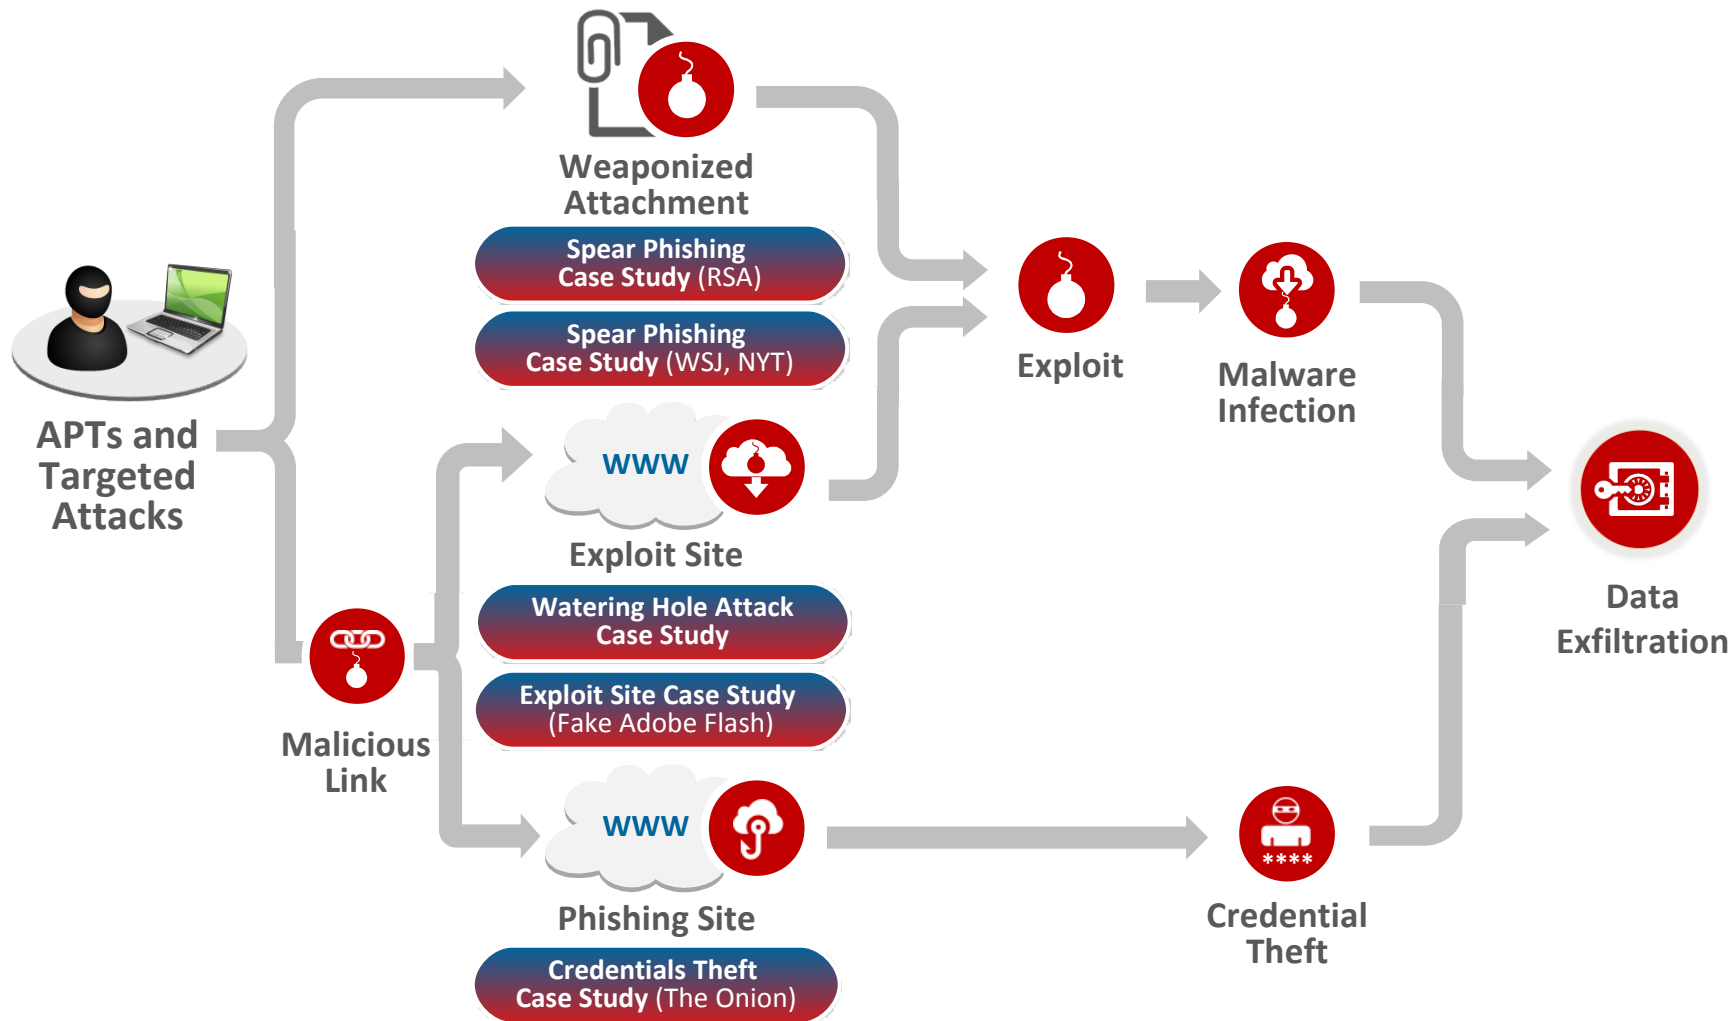 Weaponized
Attachment
Spear Phishing
Case Study (RSA)
Spear Phishing
Case Study (WSJ, NYT)
APTs and
Targeted
Attacks
WWW
Exploit Site
Exploit
Malware
Infection
Watering Hole Attack
Case Study
Exploit Site Case Study
(Fake Adobe Flash)
Malicious
Link
WWW
Phishing Site
Credentials Theft
Case Study (The Onion)
****
Credential
Theft
Data
Exfiltration